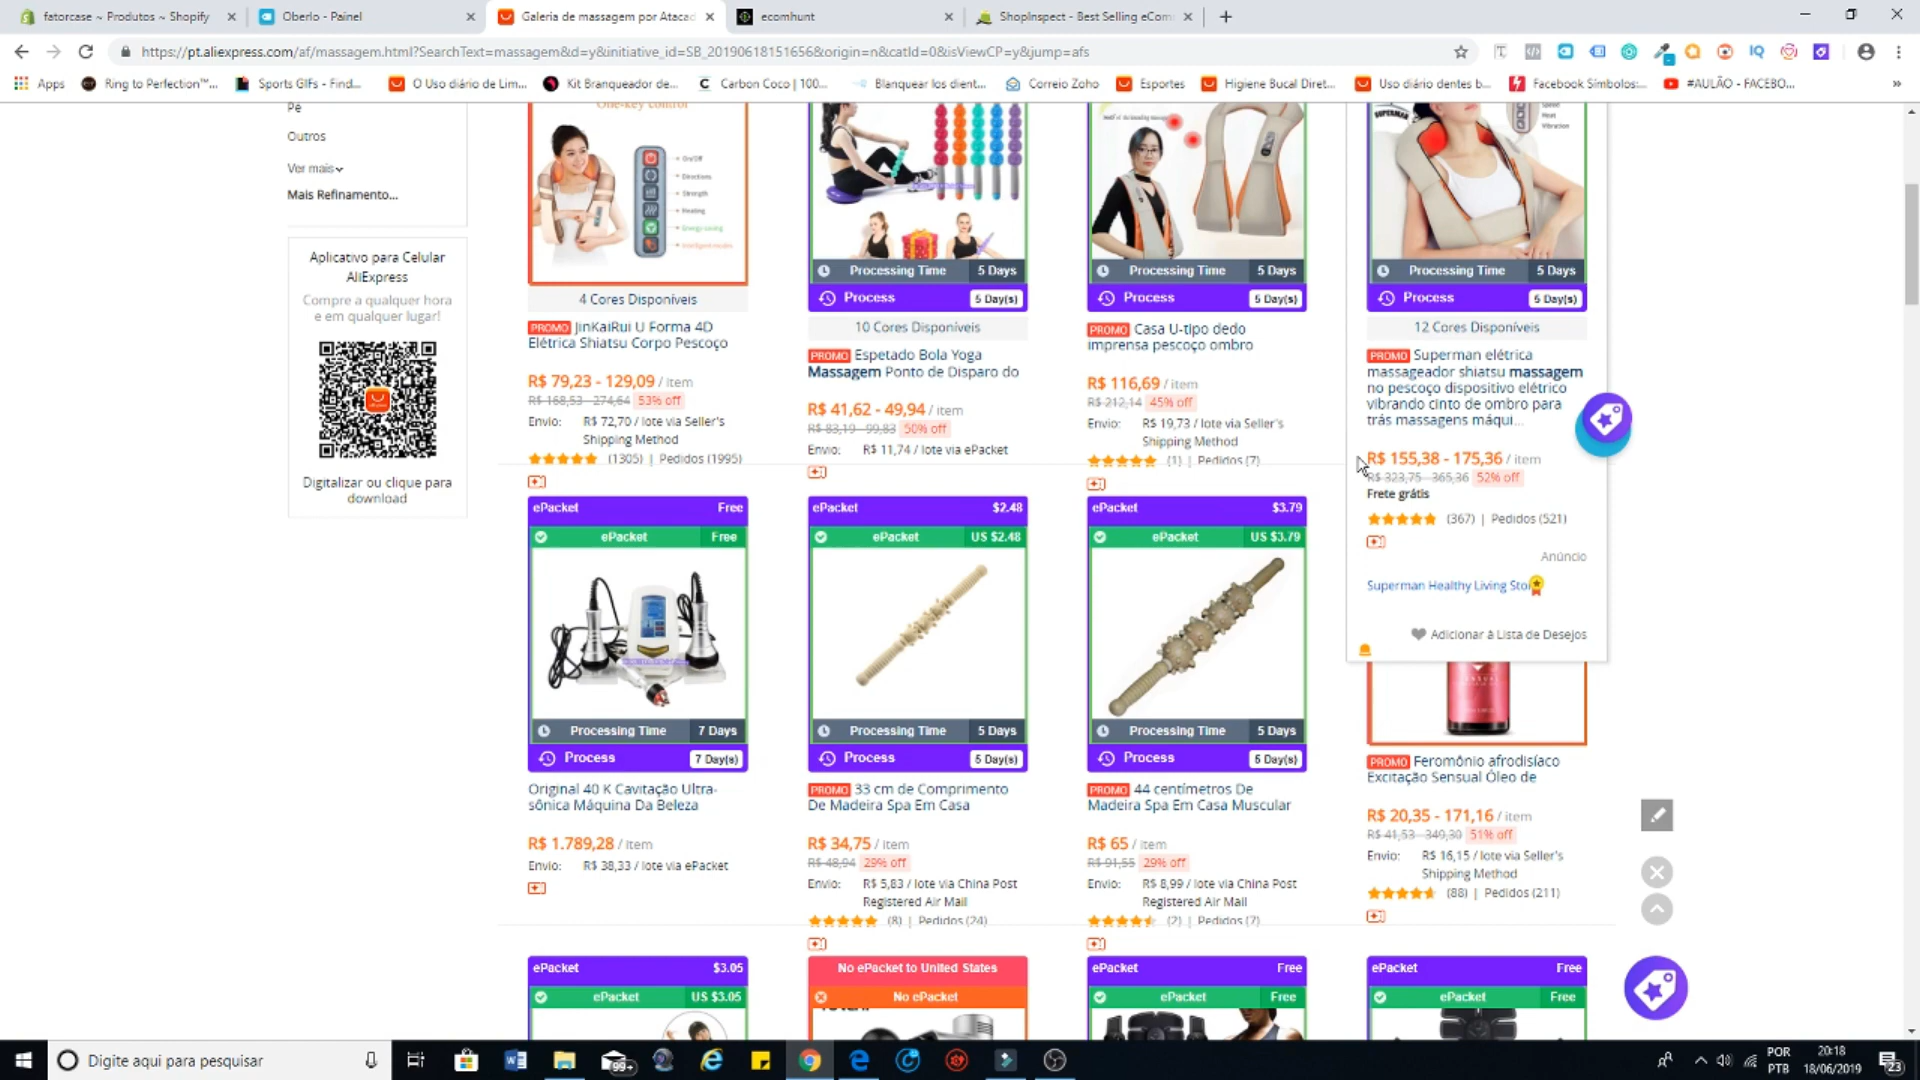 fatorcase ~ Produtos ~ Shopify
Oberlo - Painel
Galeria de massagem por Atacad
ecomhunt
ShopInspect - Best Selling eCom
https://pt.aliexpress.com/af/massagem.html?SearchText=massagem&d=y&initiative_id=SB_20190618151656&origin=n&catId=0&isViewCP=y&jump=afs
Apps
Ring to Perfection™...
Sports GIFs - Find...
O Uso diário de Lim...
Kit Branqueador de...
Carbon Coco | 100...
Blanquear los dient...
Correio Zoho
Esportes
Higiene Bucal Diret...
Uso diário dentes b...
Facebook Símbolos:...
#AULÃO - FACEBO...
»
Pé
Outros
Ver mais
Mais Refinamento...
Aplicativo para Celular
AliExpress
Compre a qualquer hora
e em qualquer lugar!
Digitalizar ou clique para
download
One-key control
On/Off
Directions
Strength
Heating
Energy saving
4 Cores Disponíveis
PROMO JinKaiRui U Forma 4D
Elétrica Shiatsu Corpo Pescoço
R$ 79,23 - 129,09 / item
R$ 168,53 - 274,64 53% off
Envio: R$ 72,70 / lote via Seller's
Shipping Method
(1305) | Pedidos (1995)
Processing Time 5 Days
Process 5 Day(s)
10 Cores Disponíveis
PROMO Espetado Bola Yoga
Massagem Ponto de Disparo do
R$ 41,62 - 49,94 / item
R$ 83,19 - 99,83 50% off
Envio: R$ 11,74 / lote via ePacket
Processing Time 5 Days
Process 5 Day(s)
PROMO Casa U-tipo dedo
imprensa pescoço ombro
R$ 116,69 / item
R$ 212,14 45% off
Envio: R$ 19,73 / lote via Seller's
Shipping Method
(1) | Pedidos (7)
SUPERMAN
Speed
Heat
Vibration
Processing Time 5 Days
Process 5 Day(s)
12 Cores Disponíveis
PROMO Superman elétrica
massageador shiatsu massagem
no pescoço dispositivo elétrico
vibrando cinto de ombro para
trás massagens máqui...
R$ 155,38 - 175,36 / item
R$ 323,75 - 365,36 52% off
Frete grátis
(367) | Pedidos (521)
Anúncio
Superman Healthy Living Sto
Adicionar à Lista de Desejos
ePacket Free
ePacket Free
Processing Time 7 Days
Process 7 Day(s)
Original 40 K Cavitação Ultra-
sônica Máquina Da Beleza
R$ 1.789,28 / item
Envio: R$ 38,33 / lote via ePacket
ePacket $2.48
ePacket US $2.48
Processing Time 5 Days
Process 5 Day(s)
PROMO 33 cm de Comprimento
De Madeira Spa Em Casa
R$ 34,75 / item
R$ 48,94 29% off
Envio: R$ 5,83 / lote via China Post
Registered Air Mail
(8) | Pedidos (24)
ePacket $3.79
ePacket US $3.79
Processing Time 5 Days
Process 5 Day(s)
PROMO 44 centímetros De
Madeira Spa Em Casa Muscular
R$ 65 / item
R$ 91,55 29% off
Envio: R$ 8,99 / lote via China Post
Registered Air Mail
(2) | Pedidos (7)
PROMO Feromônio afrodisíaco
Excitação Sensual Óleo de
R$ 20,35 - 171,16 / item
R$ 41,53 - 349,30 51% off
Envio: R$ 16,15 / lote via Seller's
Shipping Method
(88) | Pedidos (211)
ePacket $3.05
ePacket US $3.05
No ePacket to United States
No ePacket
ePacket Free
ePacket Free
ePacket Free
ePacket Free
Digite aqui para pesquisar
99+
POR
PTB
20:18
18/06/2019
23